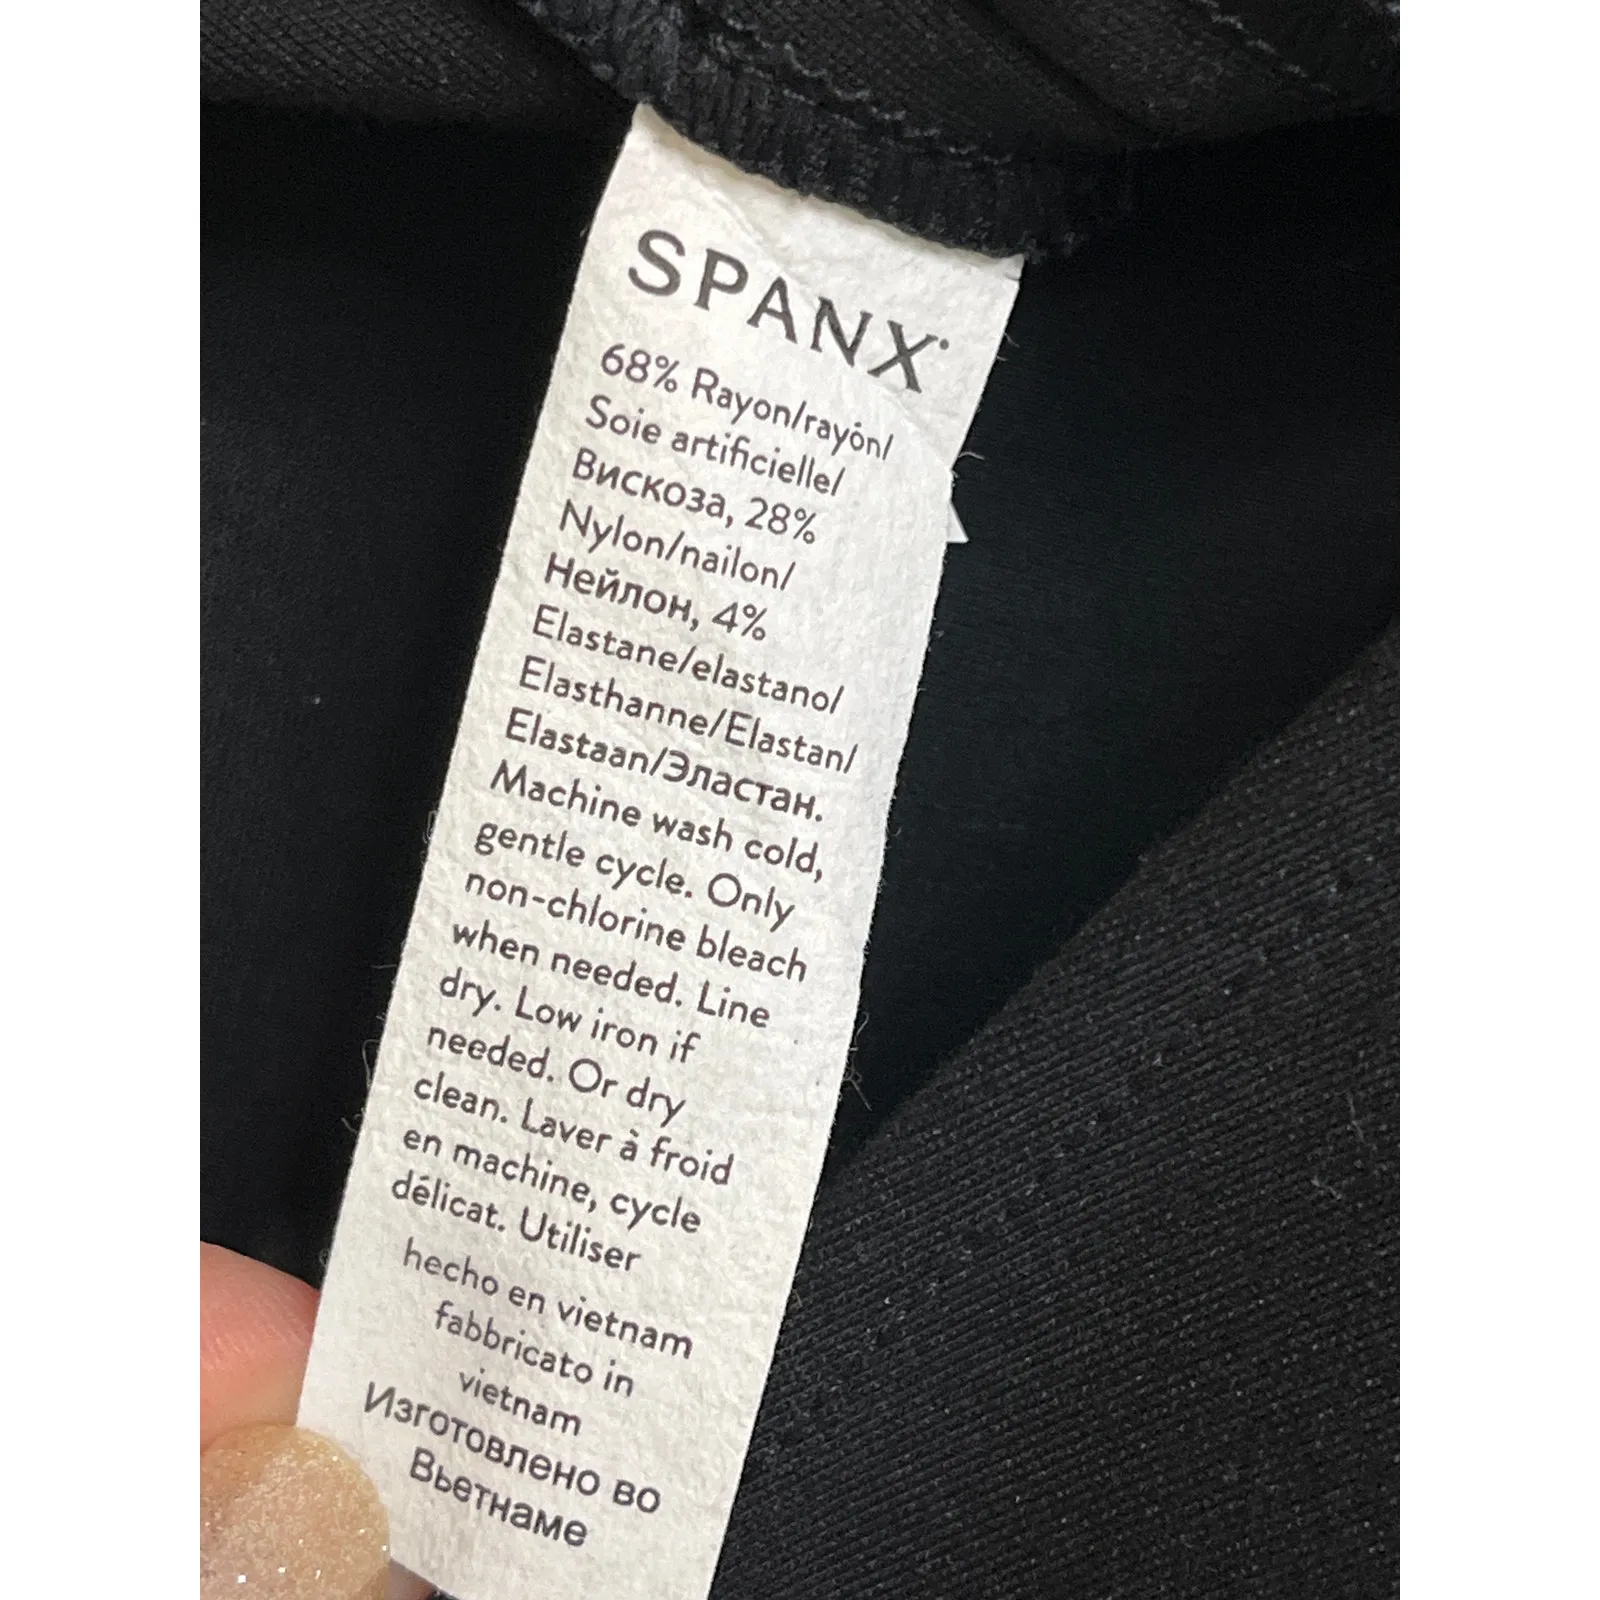 SPANX
68% Rayon/rayón/
Soie artificielle/
Вискоза, 28%
Nylon/nailon/
Нейлон, 4%
Elastane/elastano/
Elasthanne/Elastan/
Elastaan/Эластан.
Machine wash cold,
gentle cycle. Only
non-chlorine bleach
when needed. Line
dry. Low iron if
needed. Or dry
clean. Laver à froid
en machine, cycle
délicat. Utiliser
hecho en vietnam
fabbricato in
vietnam
Изготовлено во
Вьетнаме